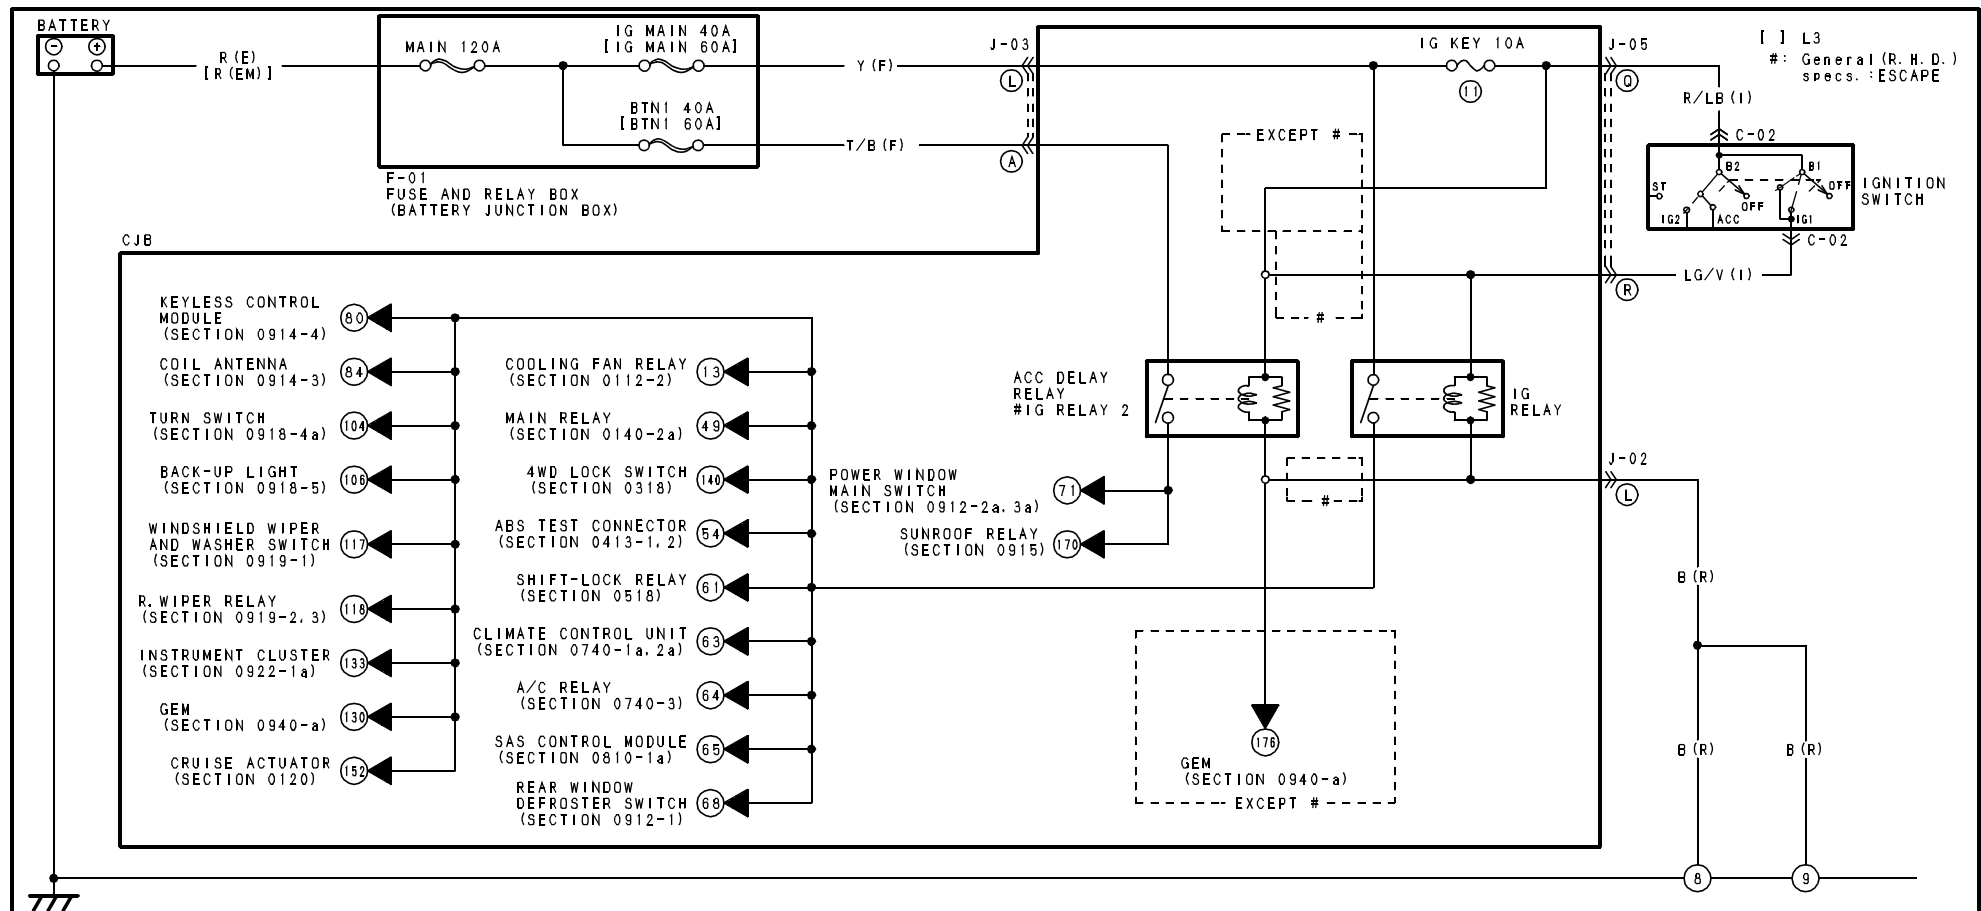 BATTERY
R(E)
[R(EM)]
MAIN 120A
IG MAIN 40A
[IG MAIN 60A]
BTN1 40A
[BTN1 60A]
F-01
FUSE AND RELAY BOX
(BATTERY JUNCTION BOX)
Y(F)
T/B(F)
J-03
L
A
IG KEY 10A
11
J-05
Q
[ ] L3
#: General(R.H.D.)
specs.:ESCAPE
R/LB(I)
C-02
B2
B1
ST
OFF
OFF
IG2
ACC
IG1
IGNITION
SWITCH
C-02
LG/V(I)
R
EXCEPT #
#
CJB
KEYLESS CONTROL
MODULE
(SECTION 0914-4)
80
COIL ANTENNA
(SECTION 0914-3)
84
TURN SWITCH
(SECTION 0918-4a)
104
BACK-UP LIGHT
(SECTION 0918-5)
106
WINDSHIELD WIPER
AND WASHER SWITCH
(SECTION 0919-1)
117
R.WIPER RELAY
(SECTION 0919-2,3)
118
INSTRUMENT CLUSTER
(SECTION 0922-1a)
133
GEM
(SECTION 0940-a)
130
CRUISE ACTUATOR
(SECTION 0120)
152
COOLING FAN RELAY
(SECTION 0112-2)
13
MAIN RELAY
(SECTION 0140-2a)
49
4WD LOCK SWITCH
(SECTION 0318)
140
ABS TEST CONNECTOR
(SECTION 0413-1,2)
54
SHIFT-LOCK RELAY
(SECTION 0518)
61
CLIMATE CONTROL UNIT
(SECTION 0740-1a,2a)
63
A/C RELAY
(SECTION 0740-3)
64
SAS CONTROL MODULE
(SECTION 0810-1a)
65
REAR WINDOW
DEFROSTER SWITCH
(SECTION 0912-1)
68
ACC DELAY
RELAY
#IG RELAY 2
IG
RELAY
POWER WINDOW
MAIN SWITCH
(SECTION 0912-2a,3a)
71
SUNROOF RELAY
(SECTION 0915)
170
#
J-02
L
B(R)
176
GEM
(SECTION 0940-a)
EXCEPT #
B(R)
B(R)
8
9